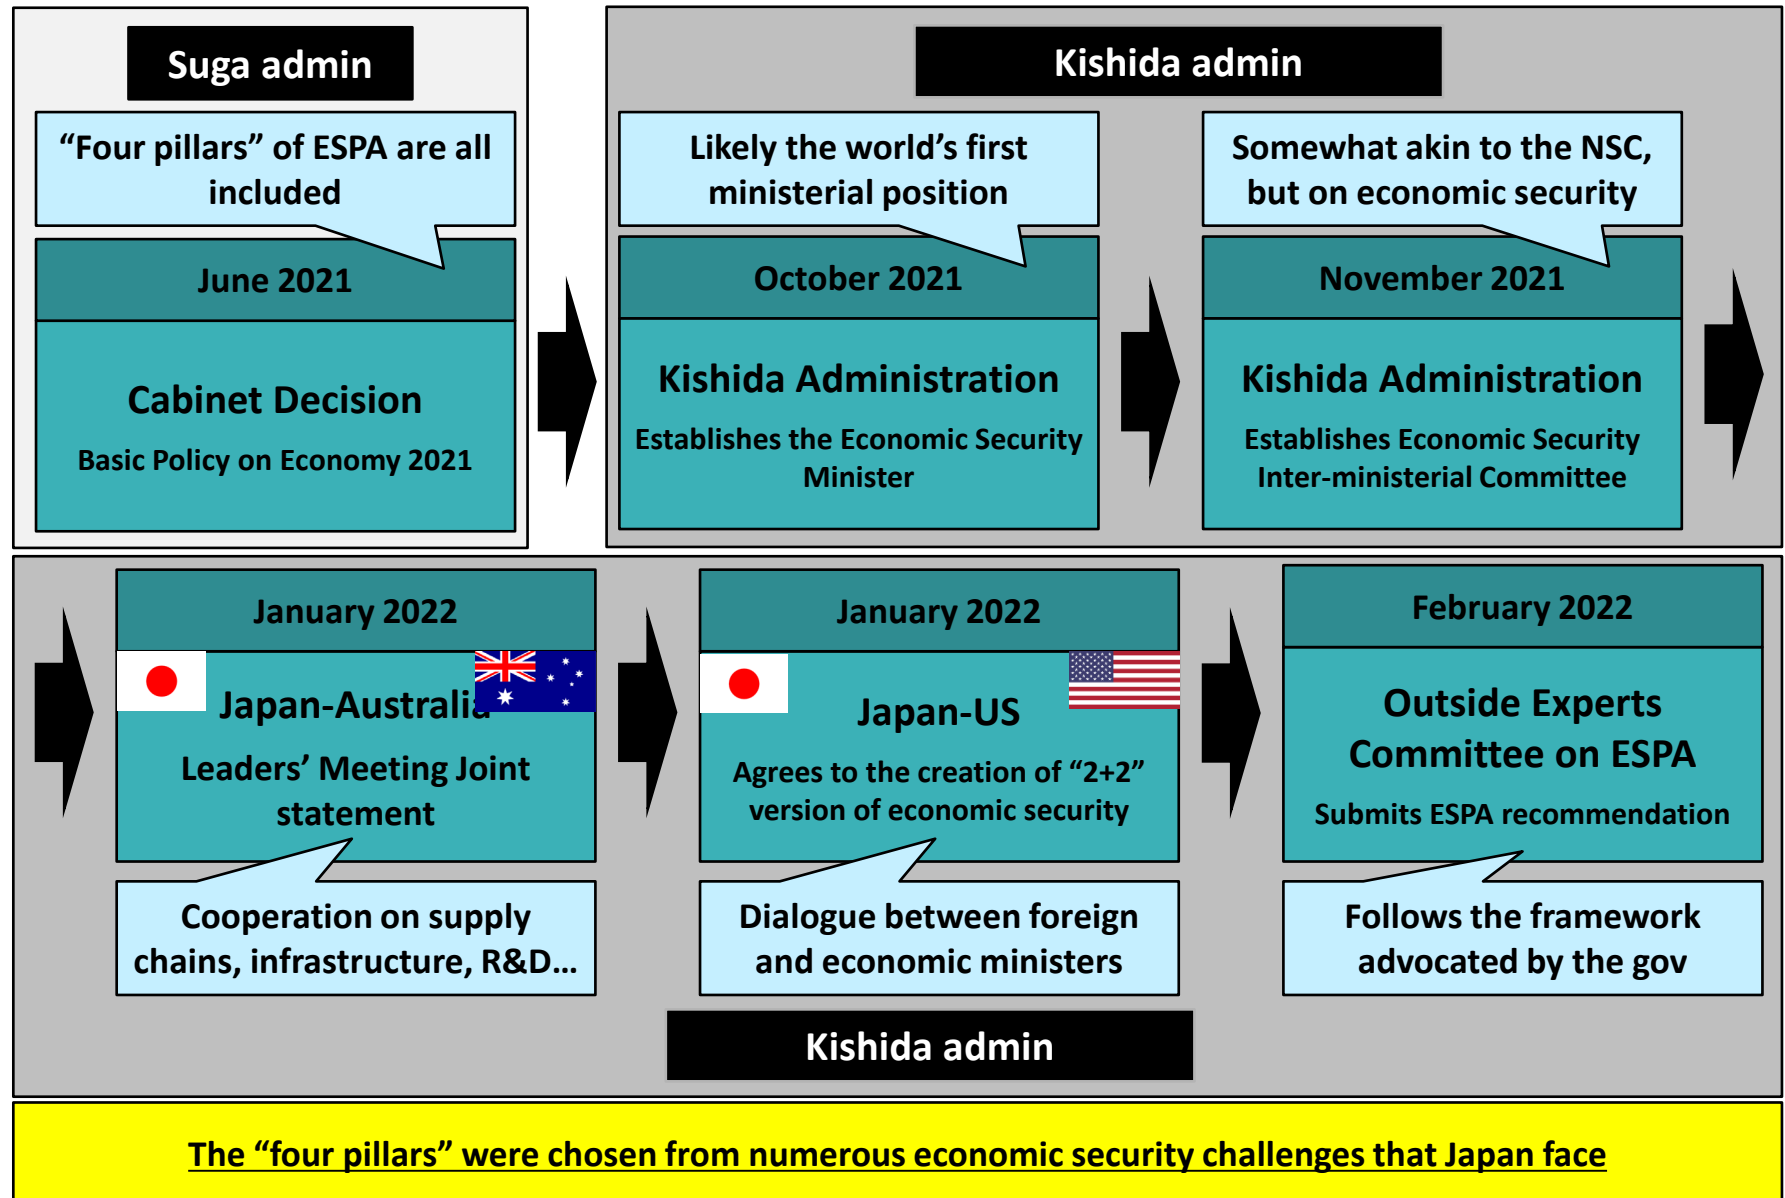 Suga admin
Kishida admin
“Four pillars” of ESPA are all
included
Likely the world’s first
ministerial position
Somewhat akin to the NSC,
but on economic security
June 2021
October 2021
November 2021
Cabinet Decision
Basic Policy on Economy 2021
Kishida Administration
Establishes the Economic Security
Minister
Kishida Administration
Establishes Economic Security
Inter-ministerial Committee
January 2022
Japan-Australia
Leaders’ Meeting Joint
statement
Cooperation on supply
chains, infrastructure, R&D...
January 2022
Japan-US
Agrees to the creation of “2+2”
version of economic security
Dialogue between foreign
and economic ministers
February 2022
Outside Experts
Committee on ESPA
Submits ESPA recommendation
Follows the framework
advocated by the gov
Kishida admin
The “four pillars” were chosen from numerous economic security challenges that Japan face